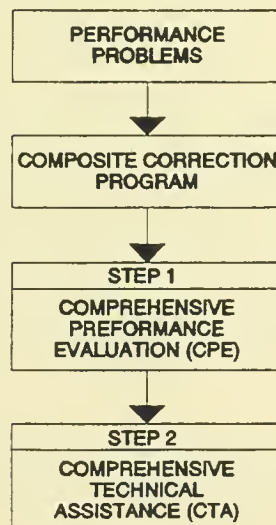 PERFORMANCE
PROBLEMS
COMPOSITE CORRECTION
PROGRAM
STEP 1
COMPREHENSIVE
PREFORMANCE
EVALUATION (CPE)
STEP 2
COMPREHENSIVE
TECHNICAL
ASSISTANCE (CTA)